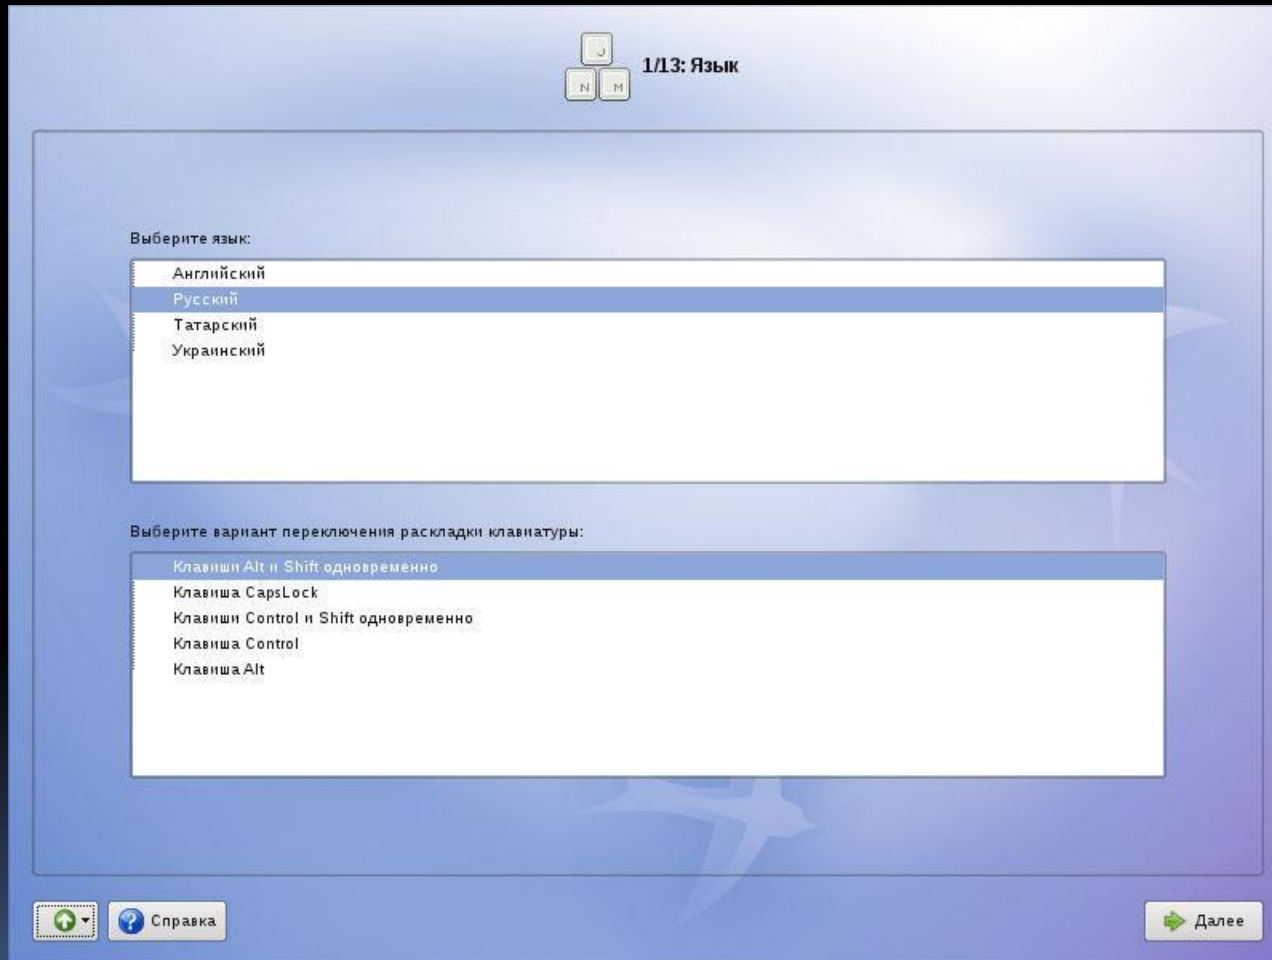 U
N M
1/13: Язык
Выберите язык:
Английский
Русский
Татарский
Украинский
Выберите вариант переключения раскладки клавиатуры:
Клавиши Alt и Shift одновременно
Клавиша CapsLock
Клавиши Control и Shift одновременно
Клавиша Control
Клавиша Alt
Справка
Далее